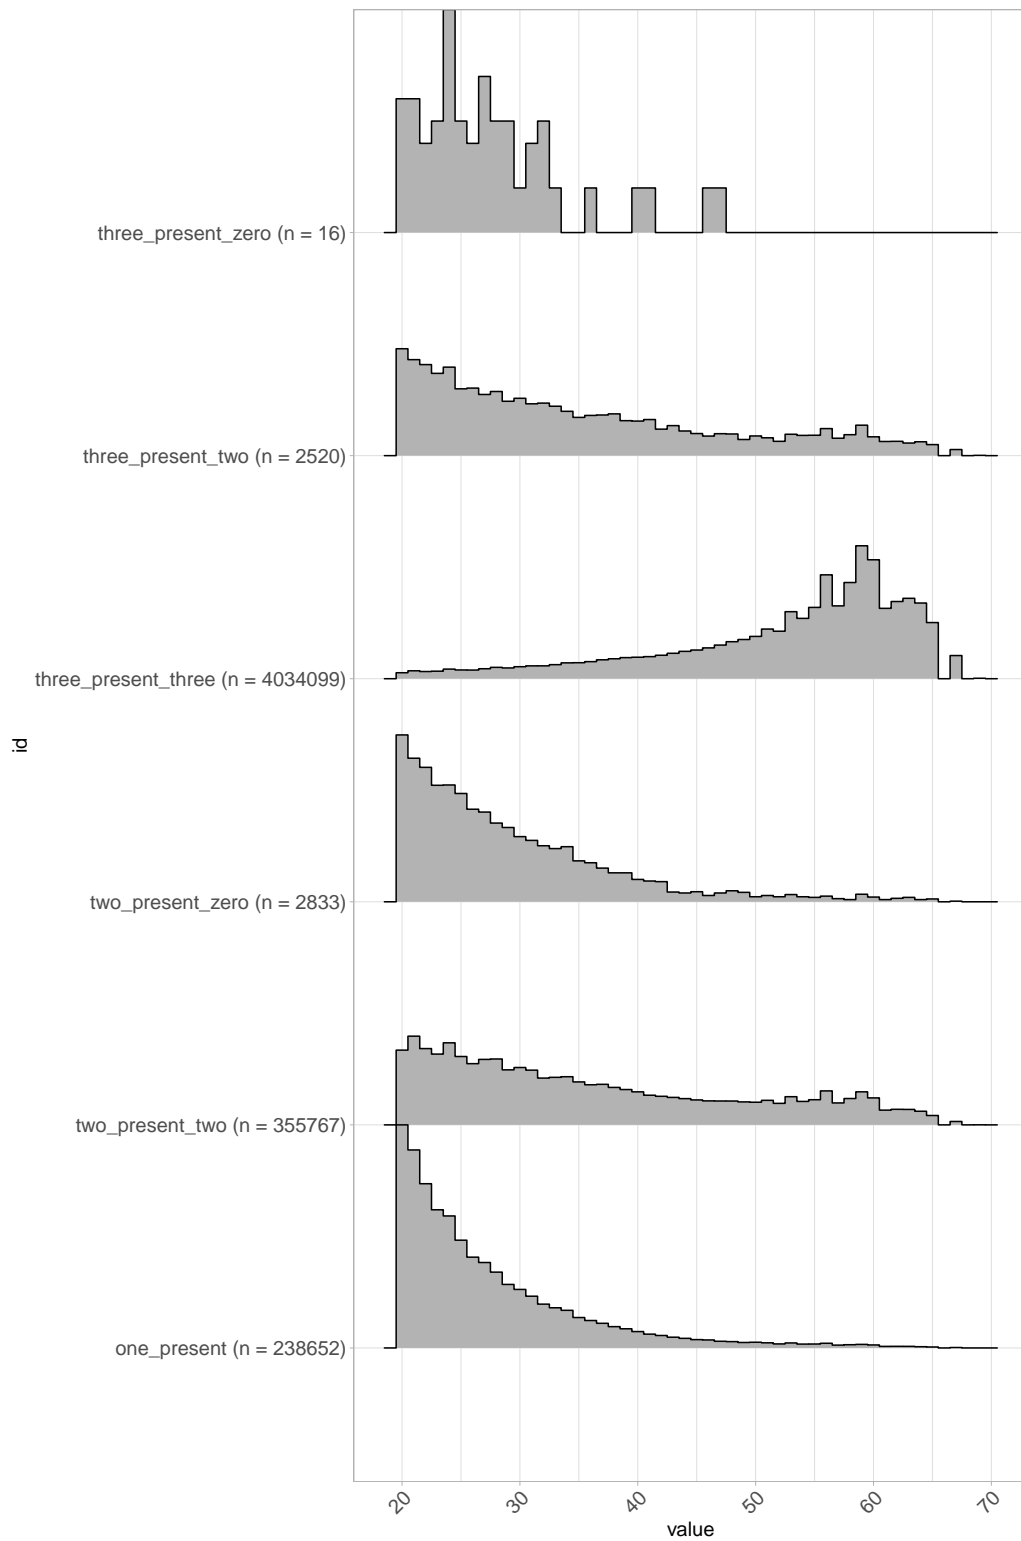 three_present_zero (n = 16)
three_present_two (n = 2520)
three_present_three (n = 4034099)
id
two_present_zero (n = 2833)
two_present_two (n = 355767)
one_present (n = 238652)
20 30 40 50 60 70
value